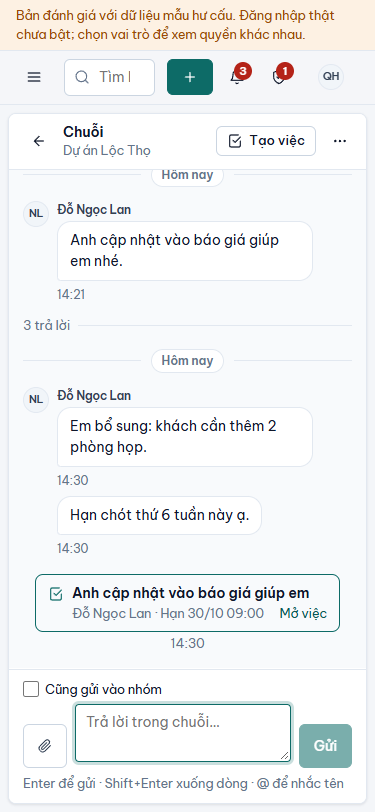 Bản đánh giá với dữ liệu mẫu hư cấu. Đăng nhập thật
chưa bật; chọn vai trò để xem quyền khác nhau.
Tìm
3
1
QH
Chuỗi
Dự án Lộc Thọ
Tạo việc
Hôm nay
NL
Đỗ Ngọc Lan
Anh cập nhật vào báo giá giúp
em nhé.
14:21
3 trả lời
Hôm nay
NL
Đỗ Ngọc Lan
Em bổ sung: khách cần thêm 2
phòng họp.
14:30
Hạn chót thứ 6 tuần này ạ.
14:30
Anh cập nhật vào báo giá giúp em
Đỗ Ngọc Lan · Hạn 30/10 09:00 Mở việc
14:30
Cũng gửi vào nhóm
Trả lời trong chuỗi...
Gửi
Enter để gửi · Shift+Enter xuống dòng · @ để nhắc tên